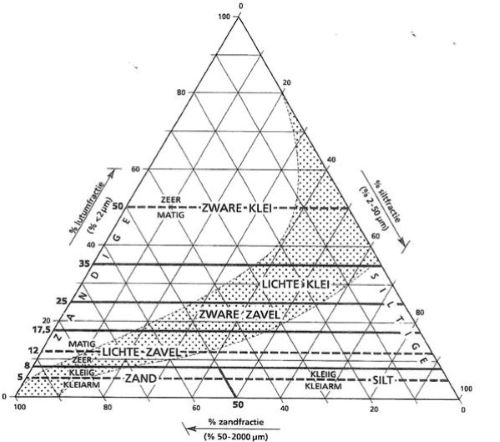 0
100
80
20
60
40
% lutumfractie
(% <2µm)
% siltfractie
(% 2-50 µm)
ZEER
50
ZWARE KLEI
MATIG
40
60
35
ZANDIGE
SILTIGE
LICHTE KLEI
25
20
ZWARE ZAVEL
80
17,5
MATIG
12
LICHTE ZAVEL
ZEER
8
KLEIIG
ZAND
KLEIIG
SILT
5
KLEIARM
KLEIARM
100
0
100
80
60
50
40
20
0
% zandfractie
(% 50-2000 µm)